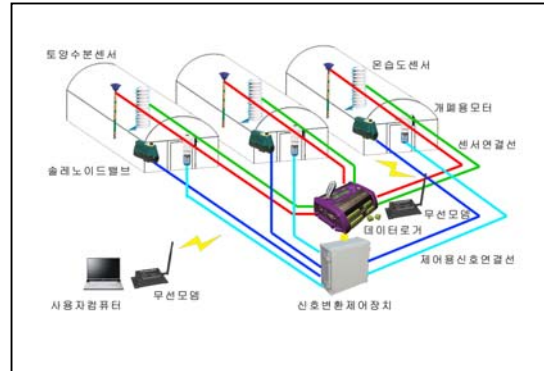 토양수분센서
온습도센서
개폐용모터
센서연결선
솔레노이드밸브
무선모뎀
데이터로거
제어용신호연결선
사용자컴퓨터
무선모뎀
신호변환제어장치